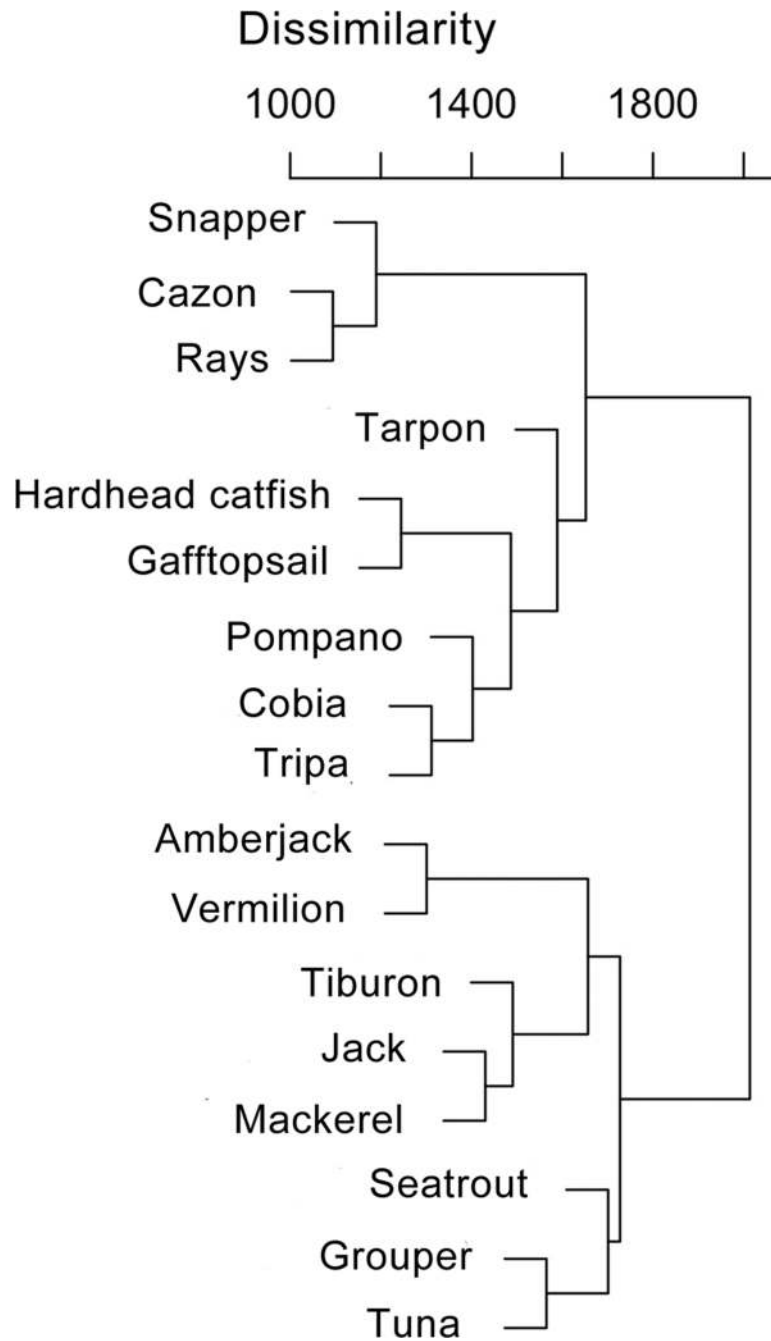 Dissimilarity
1000 1400 1800
Snapper
Cazon
Rays
Tarpon
Hardhead catfish
Gafftopsail
Pompano
Cobia
Tripa
Amberjack
Vermilion
Tiburon
Jack
Mackerel
Seatrout
Grouper
Tuna